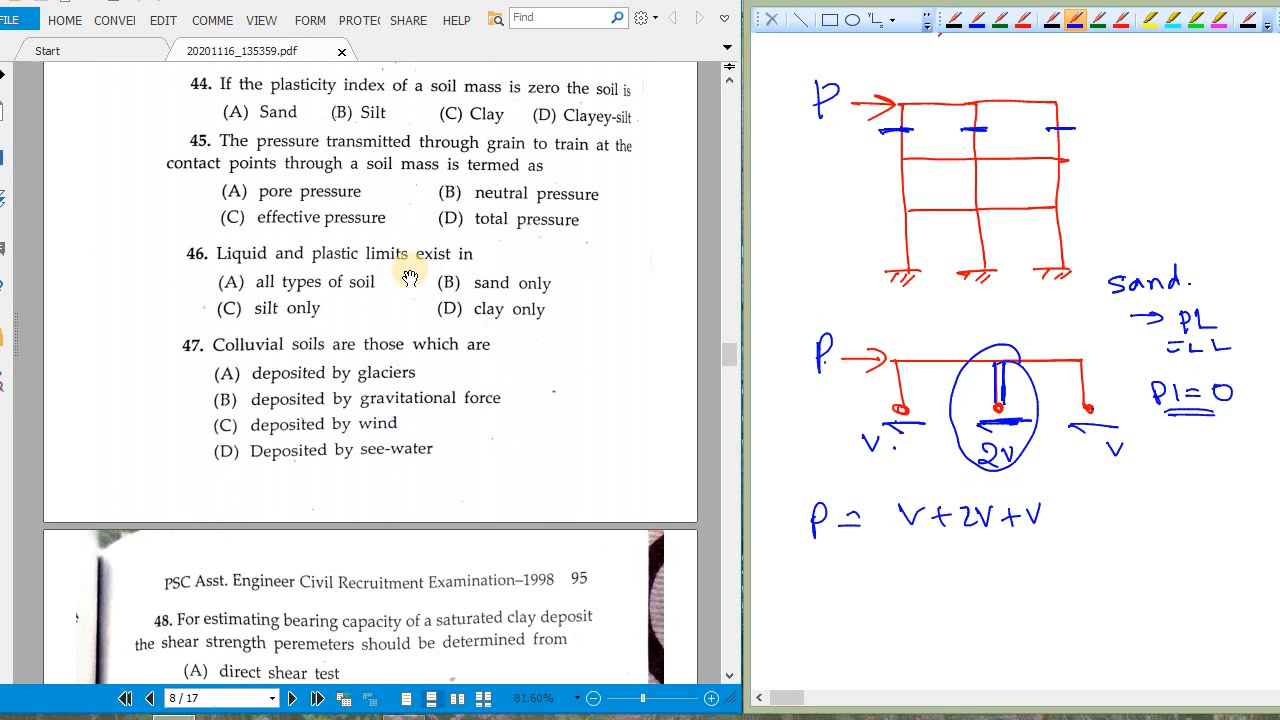 FILE HOME CONVEI EDIT COMME VIEW FORM PROTEC SHARE HELP Find
Start 20201116_135359.pdf
44. If the plasticity index of a soil mass is zero the soil is
(A) Sand (B) Silt (C) Clay (D) Clayey-silt
45. The pressure transmitted through grain to train at the
contact points through a soil mass is termed as
(A) pore pressure (B) neutral pressure
(C) effective pressure (D) total pressure
46. Liquid and plastic limits exist in
(A) all types of soil (B) sand only
(C) silt only (D) clay only
47. Colluvial soils are those which are
(A) deposited by glaciers
(B) deposited by gravitational force
(C) deposited by wind
(D) Deposited by see-water
PSC Asst. Engineer Civil Recruitment Examination–1998 95
48. For estimating bearing capacity of a saturated clay deposit
the shear strength peremeters should be determined from
(A) direct shear test
8 / 17 81.60%
P
sand.
→ PL
= LL
PI = 0
P.
V. 2V V
P = V + 2V + V